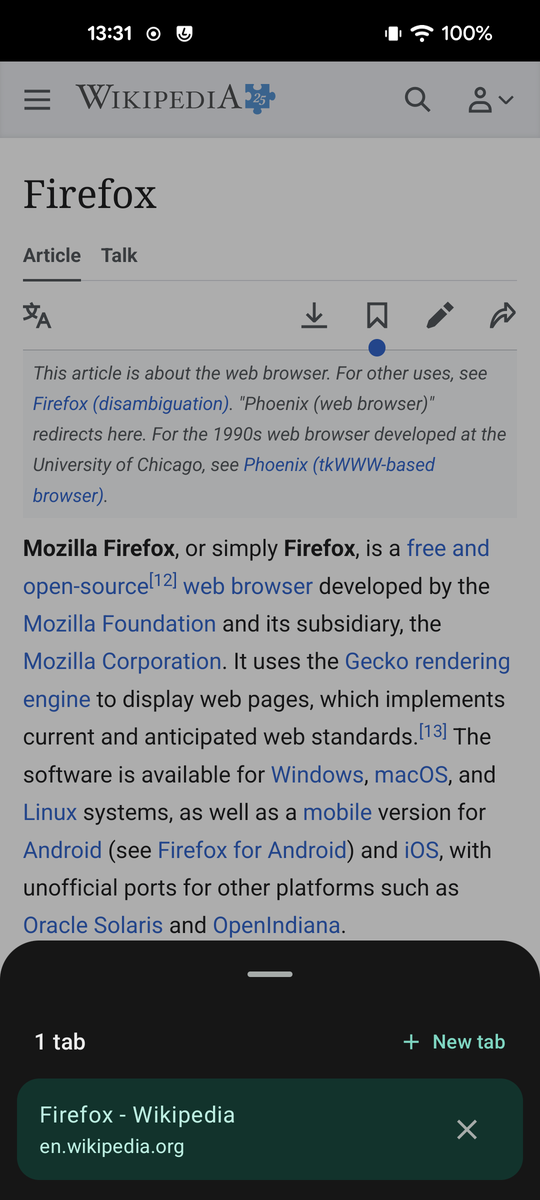 13:31
100%
WIKIPEDIA 25
Firefox
Article Talk
文A
This article is about the web browser. For other uses, see
Firefox (disambiguation). "Phoenix (web browser)"
redirects here. For the 1990s web browser developed at the
University of Chicago, see Phoenix (tkWWW-based
browser).
Mozilla Firefox, or simply Firefox, is a free and
open-source[12] web browser developed by the
Mozilla Foundation and its subsidiary, the
Mozilla Corporation. It uses the Gecko rendering
engine to display web pages, which implements
current and anticipated web standards.[13] The
software is available for Windows, macOS, and
Linux systems, as well as a mobile version for
Android (see Firefox for Android) and iOS, with
unofficial ports for other platforms such as
Oracle Solaris and OpenIndiana.
1 tab
+ New tab
Firefox - Wikipedia
en.wikipedia.org